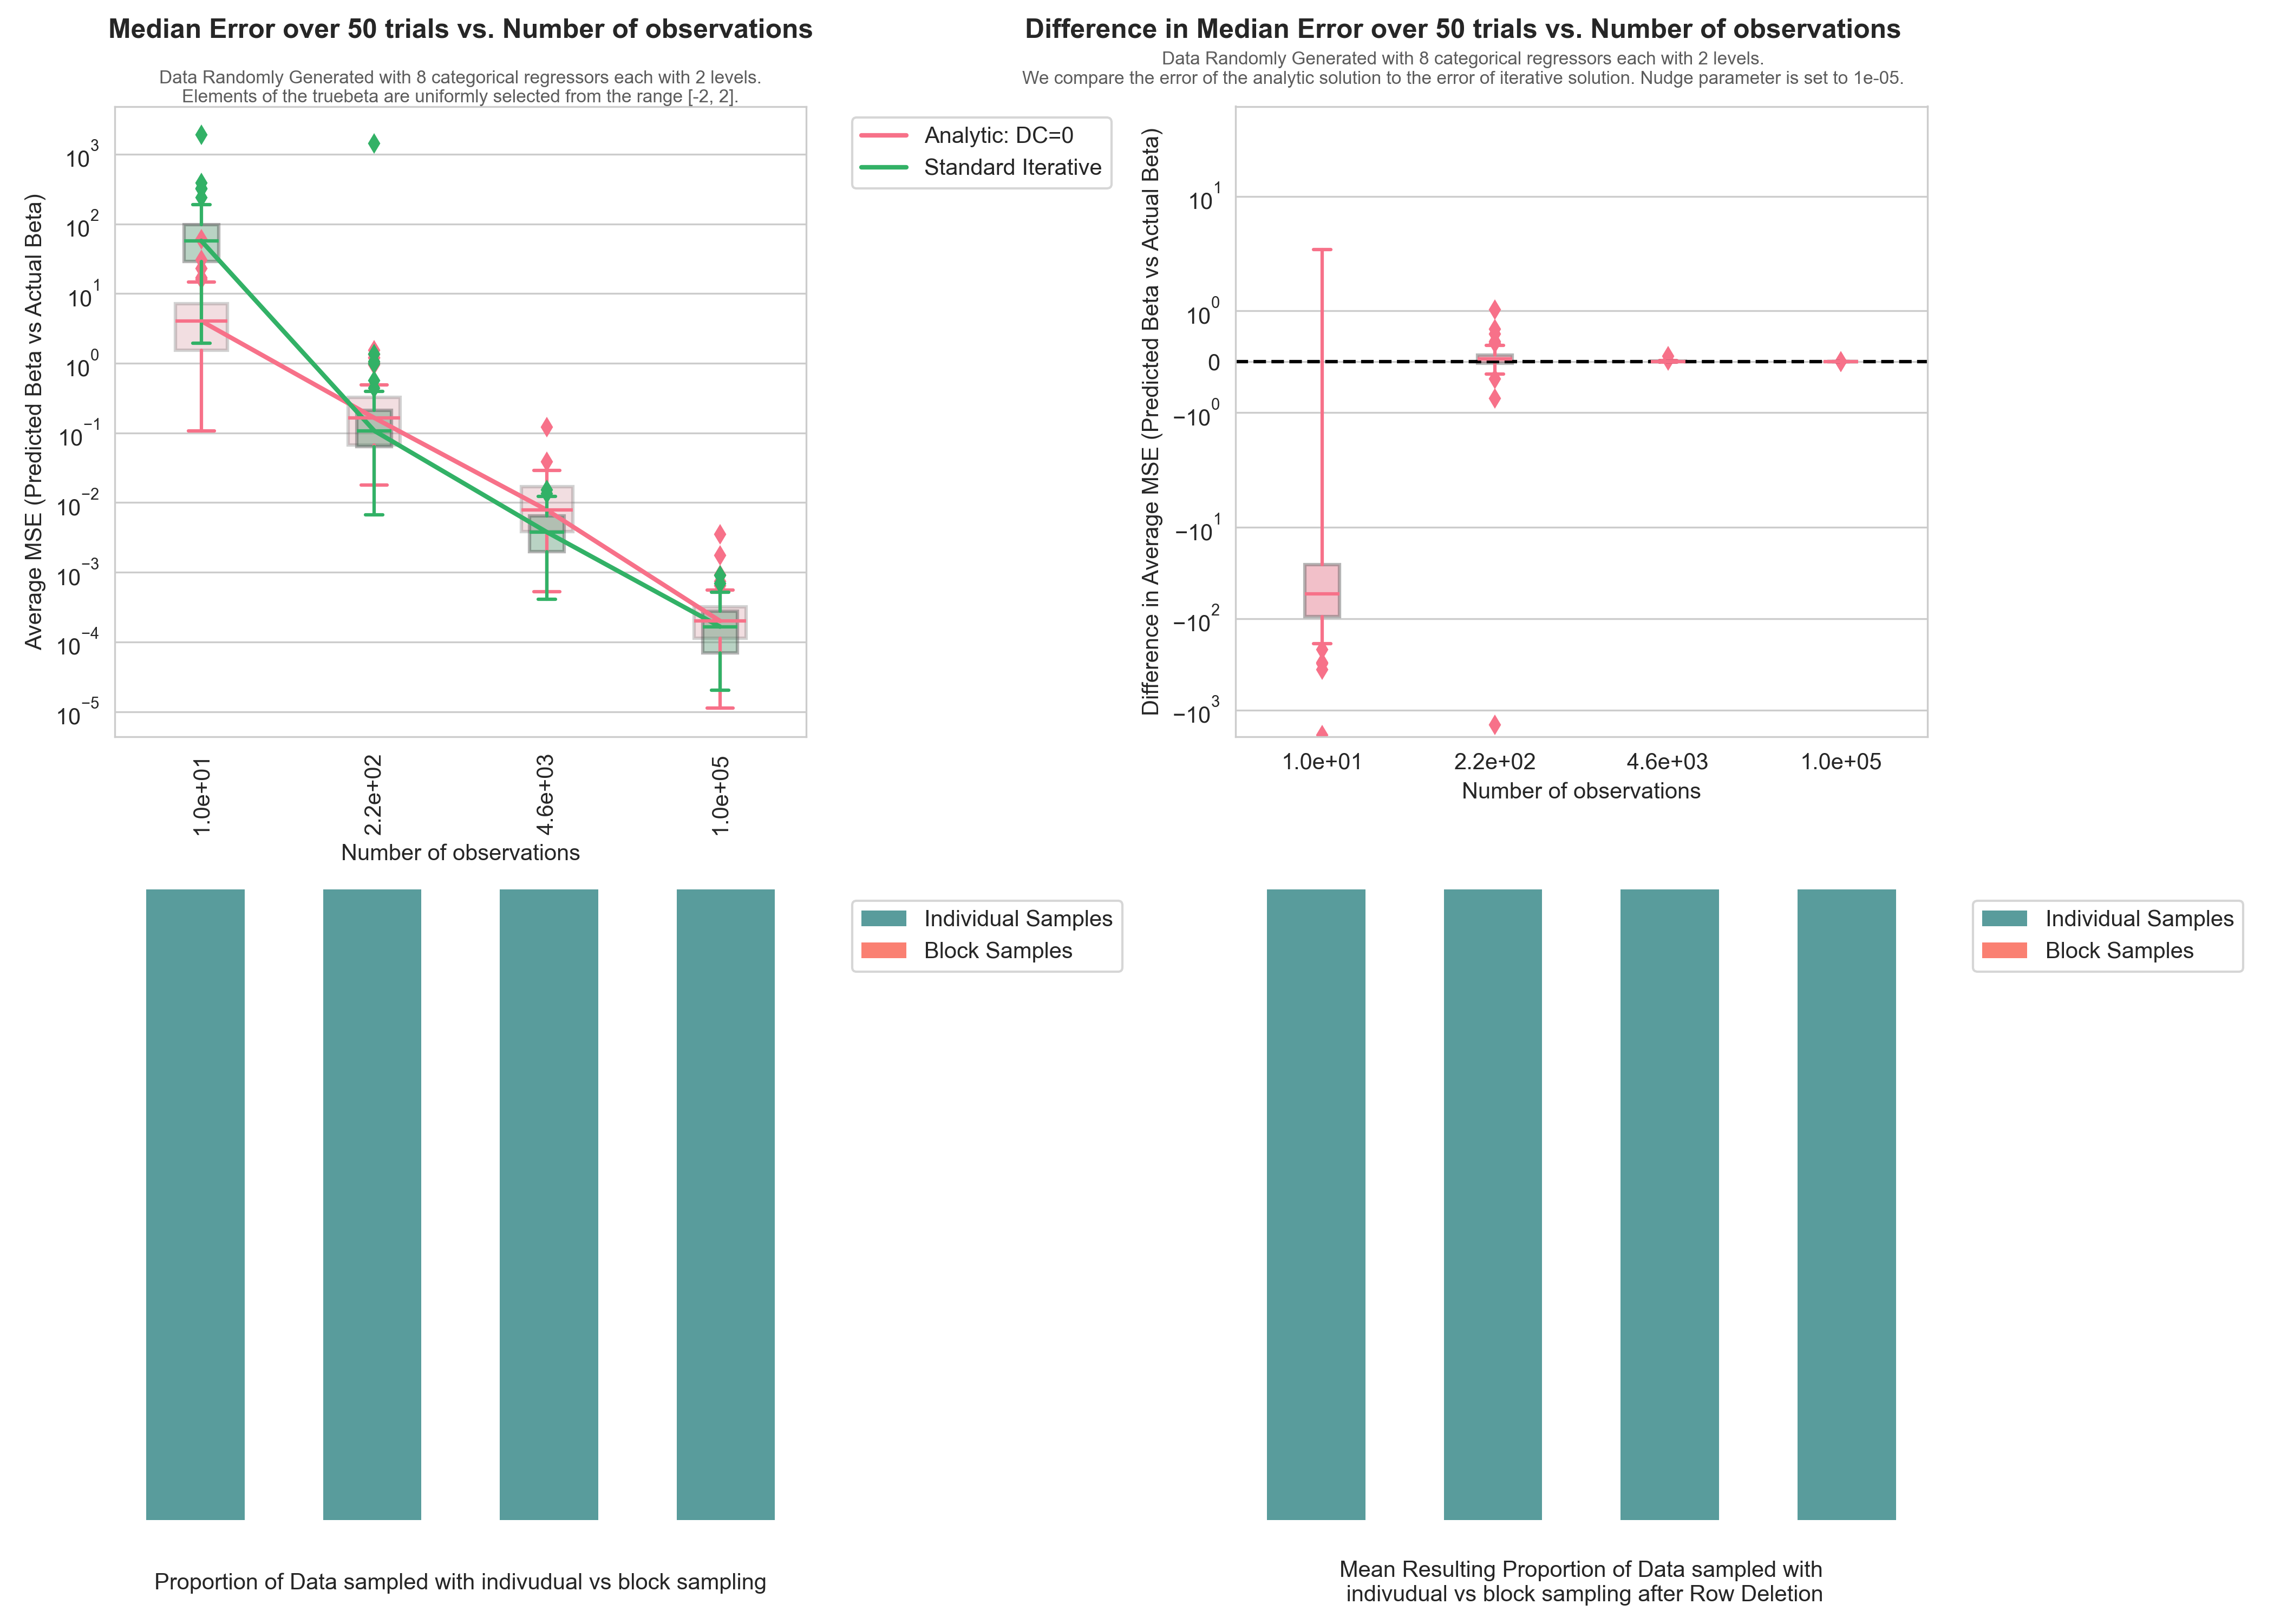 Median Error over 50 trials vs. Number of observations
Data Randomly Generated with 8 categorical regressors each with 2 levels.
Elements of the truebeta are uniformly selected from the range [-2, 2].
Average MSE (Predicted Beta vs Actual Beta)
10^3
10^2
10^1
10^0
10^−1
10^−2
10^−3
10^−4
10^−5
1.0e+01
2.2e+02
4.6e+03
1.0e+05
Number of observations
Analytic: DC=0
Standard Iterative
Difference in Median Error over 50 trials vs. Number of observations
Data Randomly Generated with 8 categorical regressors each with 2 levels.
We compare the error of the analytic solution to the error of iterative solution. Nudge parameter is set to 1e-05.
Difference in Average MSE (Predicted Beta vs Actual Beta)
10^1
10^0
0
−10^0
−10^1
−10^2
−10^3
1.0e+01
2.2e+02
4.6e+03
1.0e+05
Number of observations
Individual Samples
Block Samples
Proportion of Data sampled with indivudual vs block sampling
Individual Samples
Block Samples
Mean Resulting Proportion of Data sampled with
indivudual vs block sampling after Row Deletion